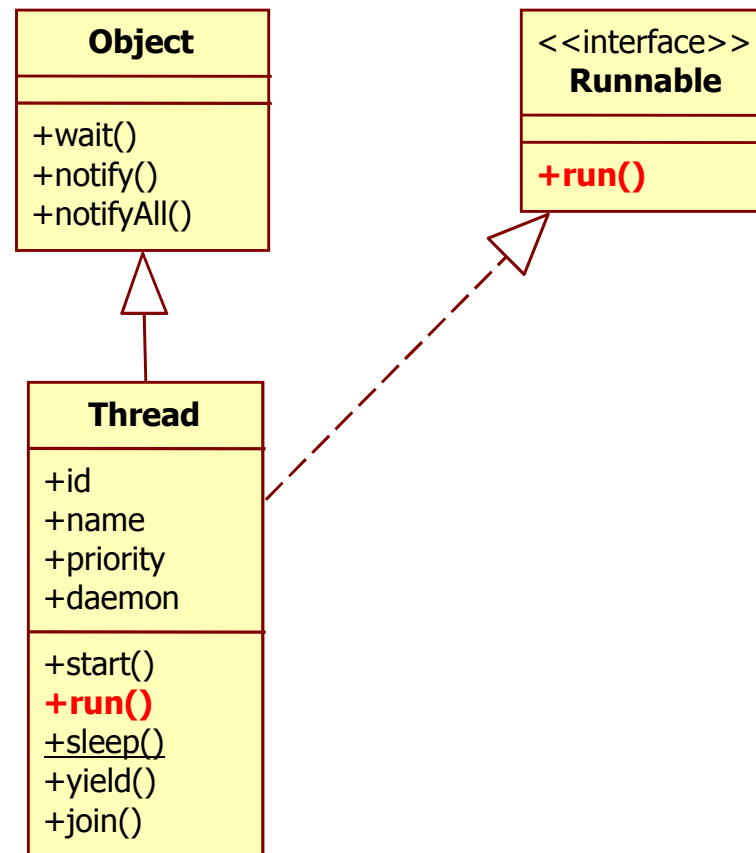 Object
+wait()
+notify()
+notifyAll()
<<interface>>
Runnable
+run()
Thread
+id
+name
+priority
+daemon
+start()
+run()
+sleep()
+yield()
+join()